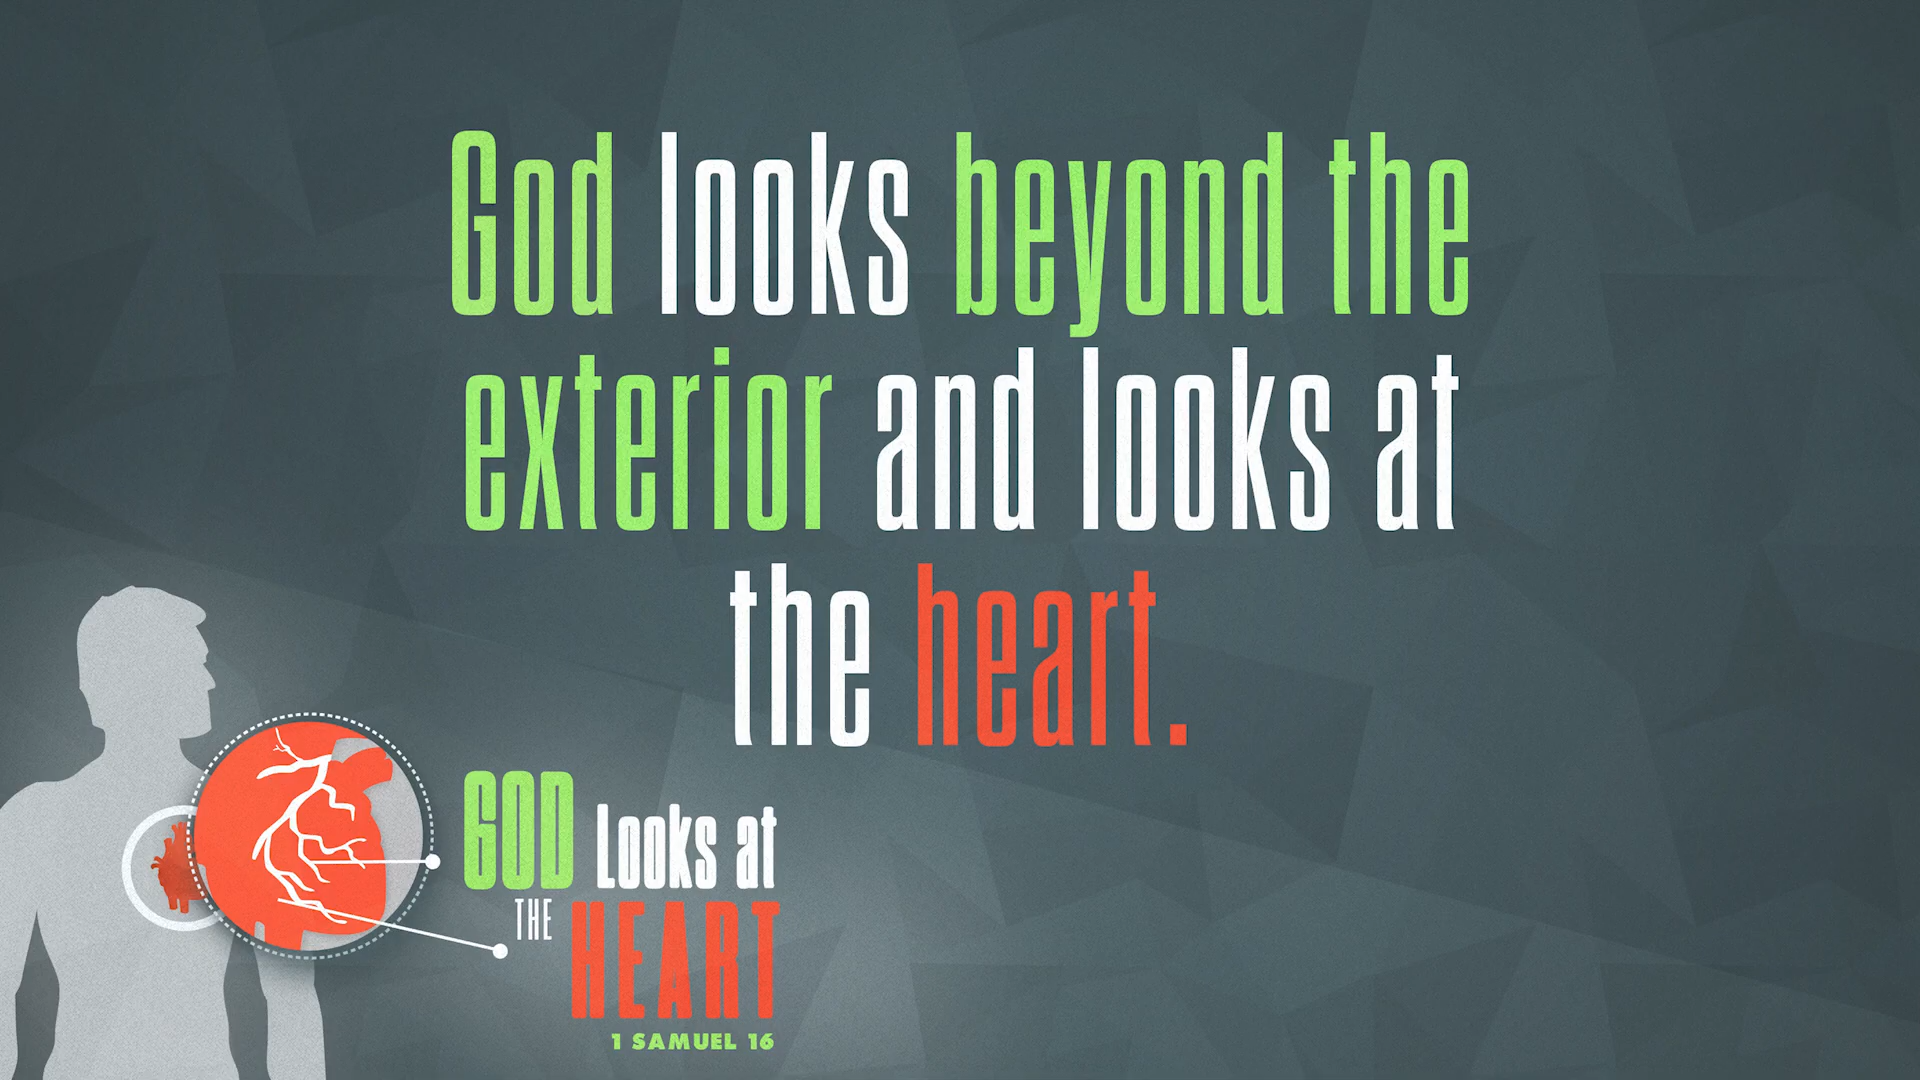 God looks beyond the
exterior and looks at
the heart.
GOD Looks at
THE HEART
1 SAMUEL 16